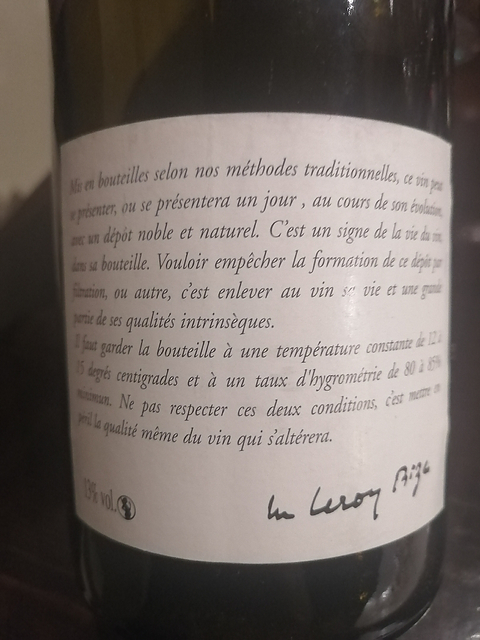 Mis en bouteilles selon nos méthodes traditionnelles, ce vin peut
se présenter, ou se présentera un jour , au cours de son évolution,
avec un dépôt noble et naturel. C'est un signe de la vie du vin,
dans sa bouteille. Vouloir empêcher la formation de ce dépôt par
filtration, ou autre, c'est enlever au vin sa vie et une grande
partie de ses qualités intrinsèques.
Il faut garder la bouteille à une température constante de 12 à
15 degrés centigrades et à un taux d'hygrométrie de 80 à 85%
minimum. Ne pas respecter ces deux conditions, c'est mettre en
péril la qualité même du vin qui s'altérera.
13% vol.
Leroy Bize